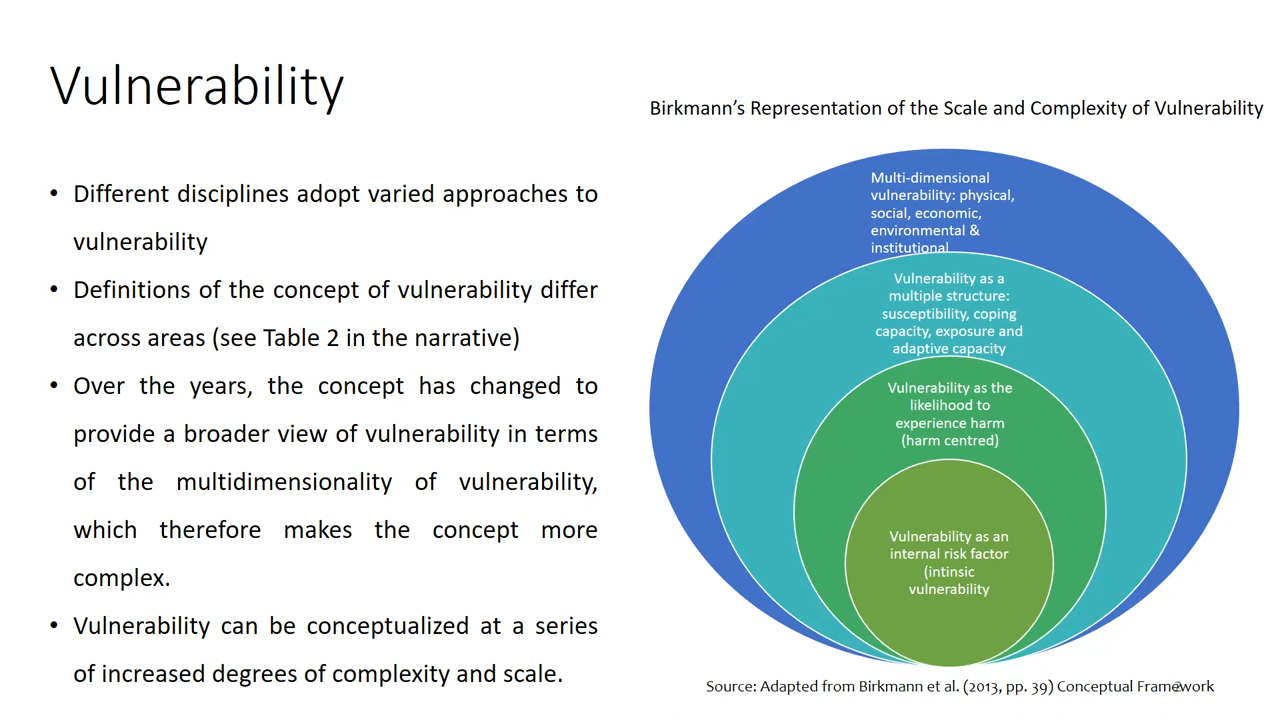 Vulnerability
• Different disciplines adopt varied approaches to
vulnerability
• Definitions of the concept of vulnerability differ
across areas (see Table 2 in the narrative)
• Over the years, the concept has changed to
provide a broader view of vulnerability in terms
of the multidimensionality of vulnerability,
which therefore makes the concept more
complex.
• Vulnerability can be conceptualized at a series
of increased degrees of complexity and scale.
Birkmann’s Representation of the Scale and Complexity of Vulnerability
Multi-dimensional
vulnerability: physical,
social, economic,
environmental &
institutional
Vulnerability as a
multiple structure:
susceptibility, coping
capacity, exposure and
adaptive capacity
Vulnerability as the
likelihood to
experience harm
(harm centred)
Vulnerability as an
internal risk factor
(intinsic
vulnerability
Source: Adapted from Birkmann et al. (2013, pp. 39) Conceptual Framework
2